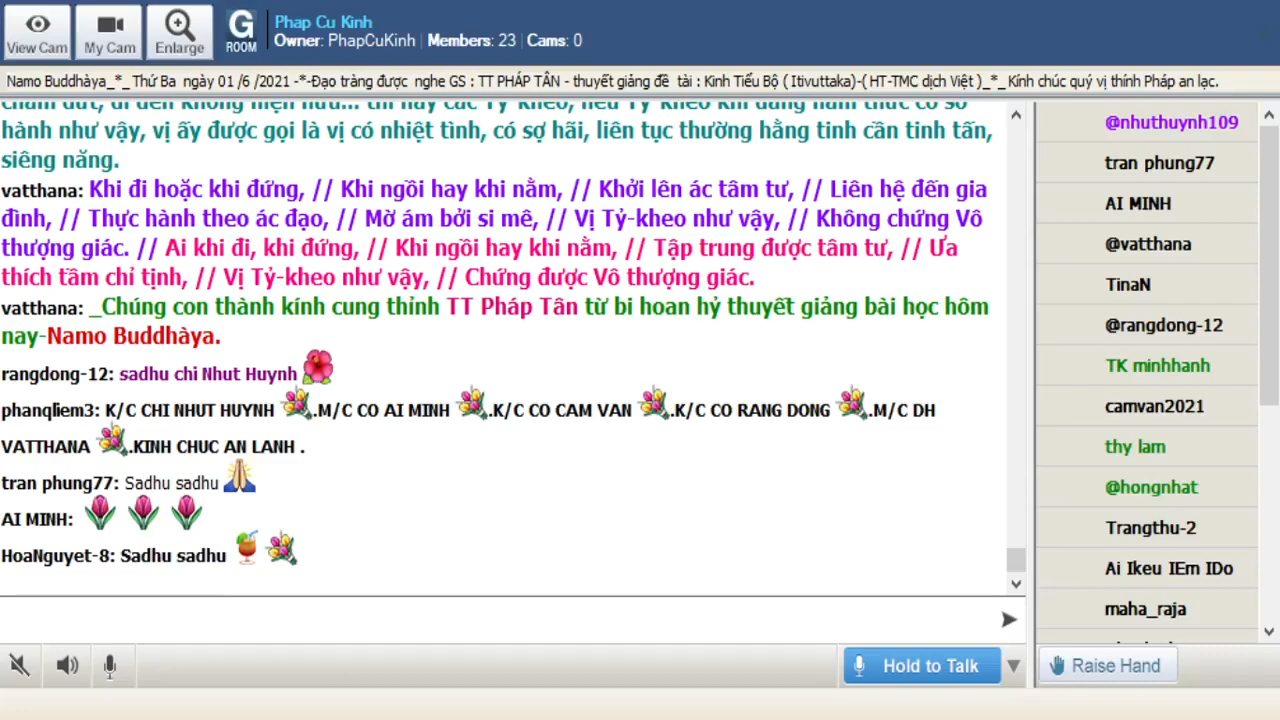 View Cam
My Cam
Enlarge
G
ROOM
Phap Cu Kinh
Owner: PhapCuKinh | Members: 23 | Cams: 0
Namo Buddhàya_*_ Thứ Ba ngày 01 /6 /2021 -*-Đạo tràng được nghe GS : TT PHÁP TÂN - thuyết giảng đề tài : Kinh Tiểu Bộ ( Itivuttaka)-( HT-TMC dịch Việt )_*_ Kính chúc quý vị thính Pháp an lạc.
hành như vậy, vị ấy được gọi là vị có nhiệt tình, có sợ hãi, liên tục thường hằng tinh cần tinh tấn,
siêng năng.
vatthana: Khi đi hoặc khi đứng, // Khi ngồi hay khi nằm, // Khởi lên ác tâm tư, // Liên hệ đến gia
đình, // Thực hành theo ác đạo, // Mờ ám bởi si mê, // Vị Tỷ-kheo như vậy, // Không chứng Vô
thượng giác. // Ai khi đi, khi đứng, // Khi ngồi hay khi nằm, // Tập trung được tâm tư, // Ưa
thích tầm chỉ tịnh, // Vị Tỷ-kheo như vậy, // Chứng được Vô thượng giác.
vatthana: _Chúng con thành kính cung thỉnh TT Pháp Tân từ bi hoan hỷ thuyết giảng bài học hôm
nay-Namo Buddhàya.
rangdong-12: sadhu chi Nhut Huynh
phanqliem3: K/C CHI NHUT HUYNH .M/C CO AI MINH .K/C CO CAM VAN .K/C CO RANG DONG .M/C DH
VATTHANA .KINH CHUC AN LANH .
tran phung77: Sadhu sadhu
AI MINH:
HoaNguyet-8: Sadhu sadhu
@nhuthuynh109
tran phung77
AI MINH
@vatthana
TinaN
@rangdong-12
TK minhhanh
camvan2021
thy lam
@hongnhat
Trangthu-2
Ai Ikeu IEm IDo
maha_raja
Hold to Talk
Raise Hand